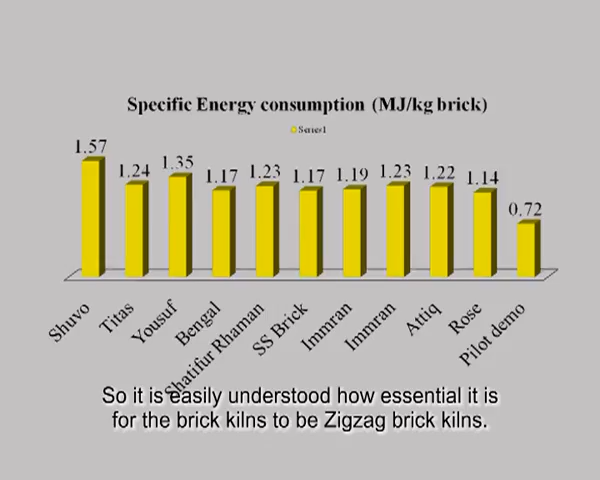 Specific Energy consumption (MJ/kg brick)
Series1
1.57
1.24
1.35
1.17
1.23
1.17
1.19
1.23
1.22
1.14
0.72
Shuvo
Titas
Yousuf
Bengal
Shatifur Rhaman
SS Brick
Immran
Immran
Attiq
Rose
Pilot demo
So it is easily understood how essential it is
for the brick kilns to be Zigzag brick kilns.